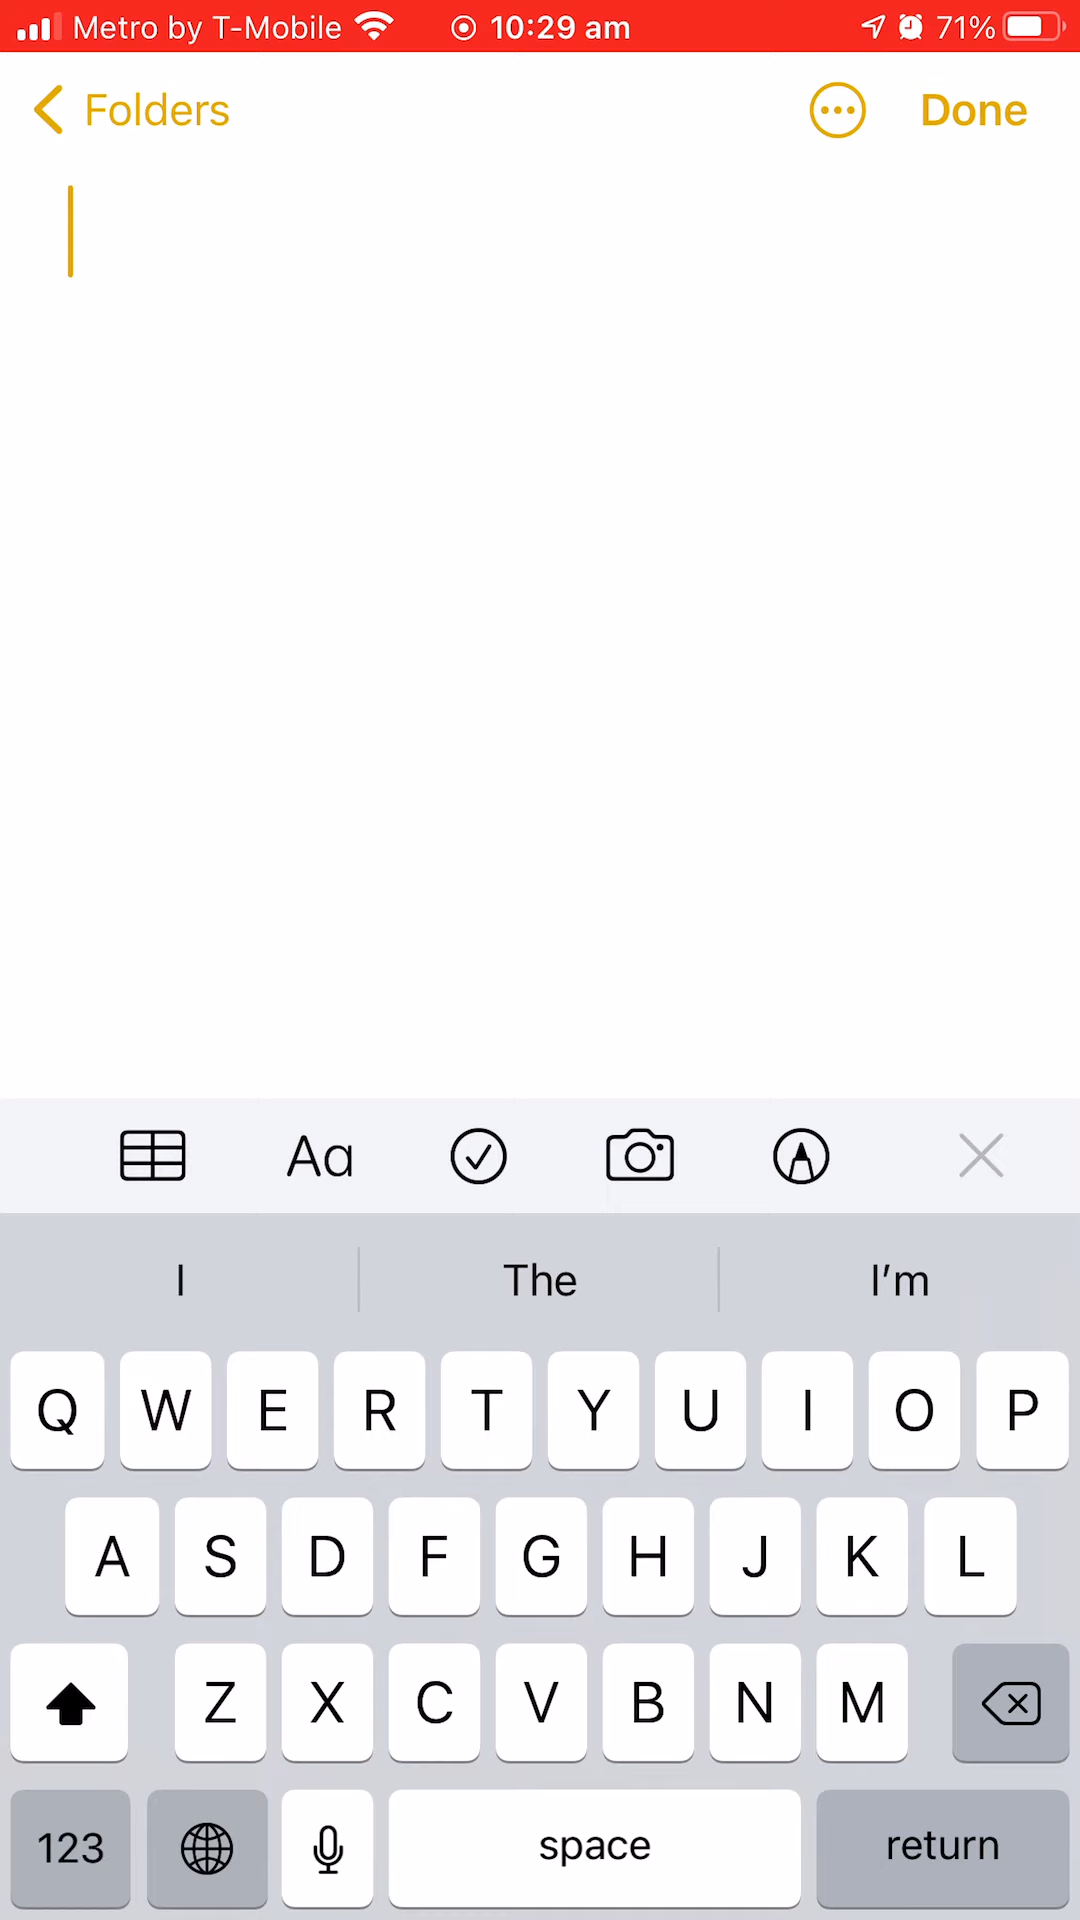 Metro by T-Mobile 10:29 am 71%
Folders Done
Aa
I The I'm
Q W E R T Y U I O P
A S D F G H J K L
Z X C V B N M
123 space return